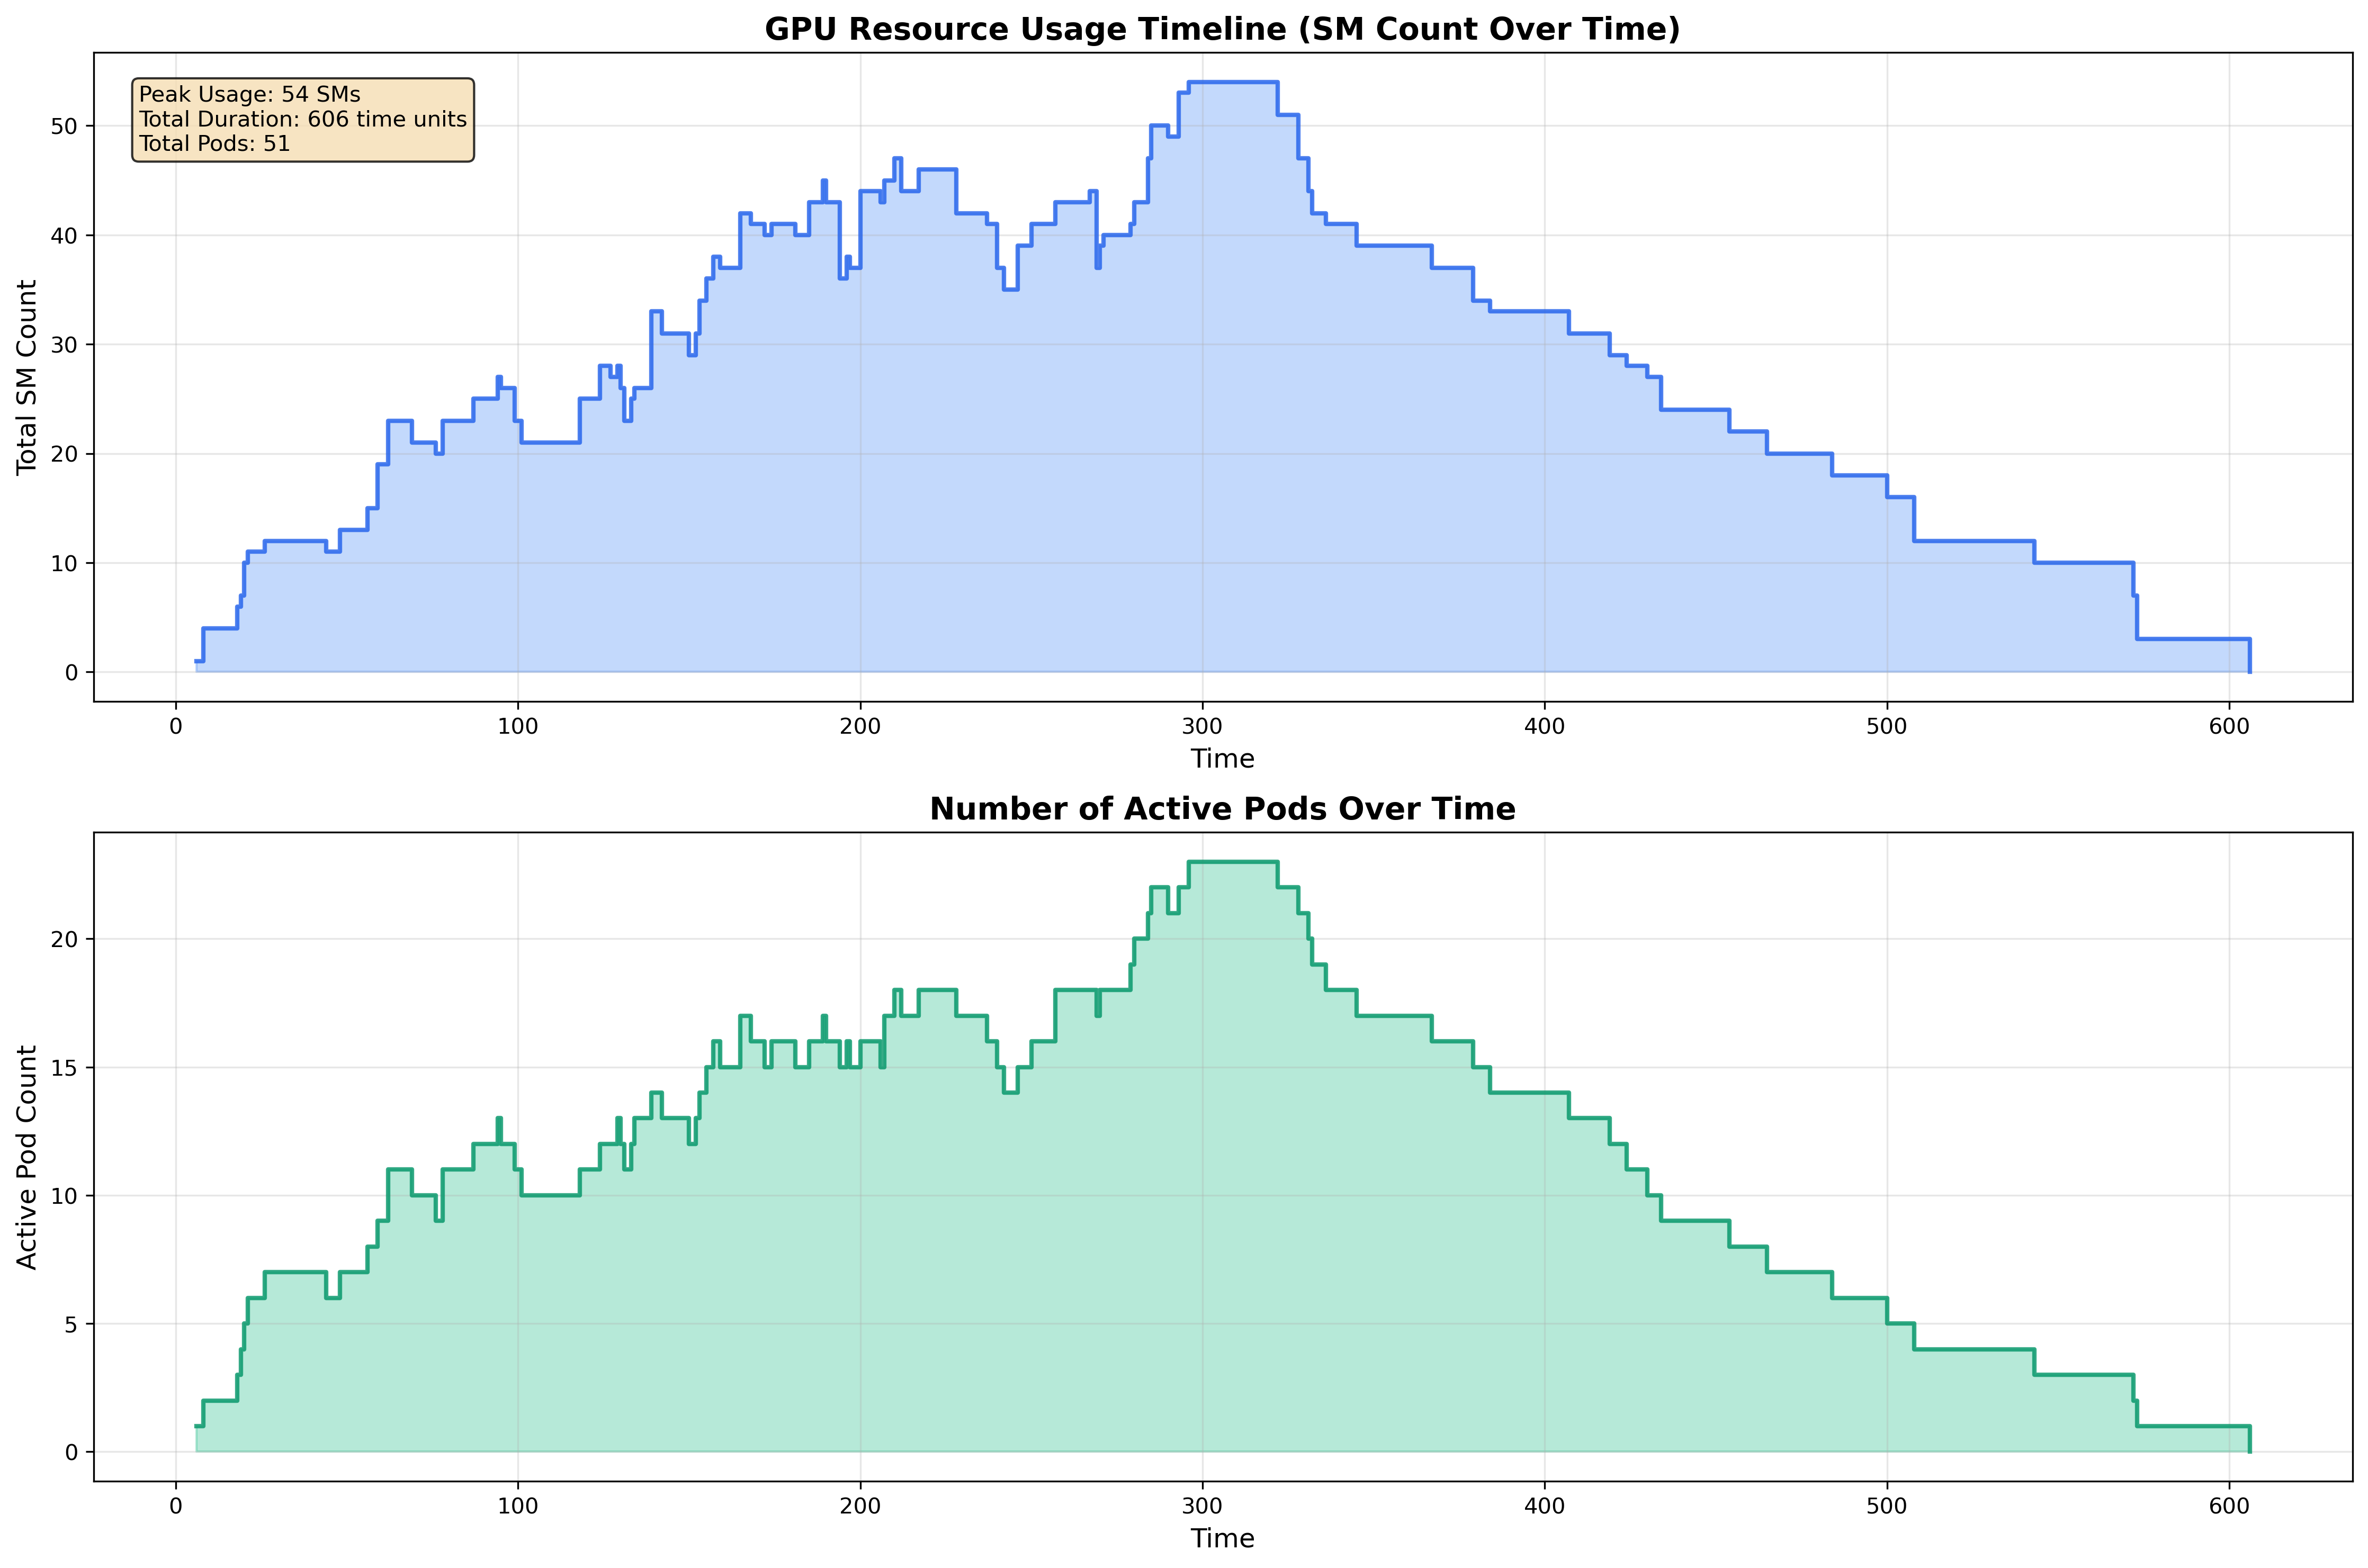 GPU Resource Usage Timeline (SM Count Over Time)
Peak Usage: 54 SMs
Total Duration: 606 time units
Total Pods: 51
Total SM Count
50
40
30
20
10
0
0 100 200 300 400 500 600
Time
Number of Active Pods Over Time
Active Pod Count
20
15
10
5
0
0 100 200 300 400 500 600
Time